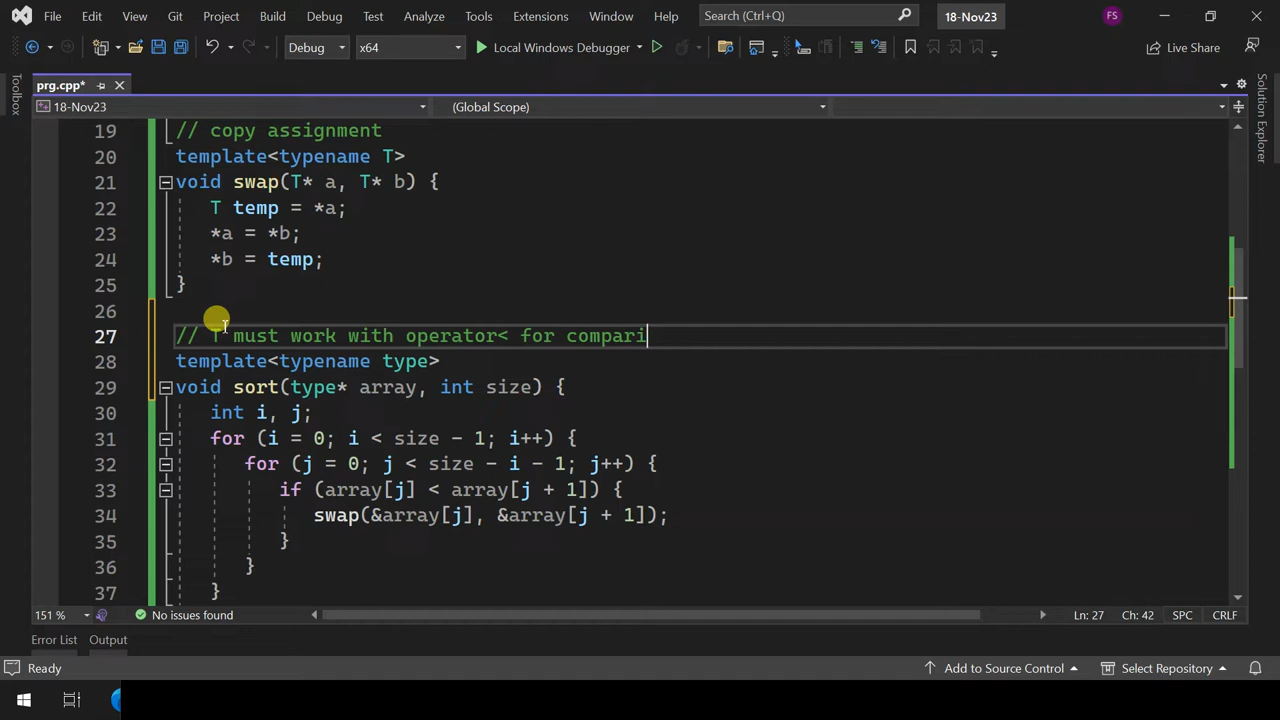 File Edit View Git Project Build Debug Test Analyze Tools Extensions Window Help Search (Ctrl+Q) 18-Nov23 FS
Debug x64 Local Windows Debugger Live Share
prg.cpp*
18-Nov23 (Global Scope)
Toolbox
Solution Explorer
19 // copy assignment
20 template<typename T>
21 void swap(T* a, T* b) {
22 T temp = *a;
23 *a = *b;
24 *b = temp;
25 }
26
27 // T must work with operator< for compari
28 template<typename type>
29 void sort(type* array, int size) {
30 int i, j;
31 for (i = 0; i < size - 1; i++) {
32 for (j = 0; j < size - i - 1; j++) {
33 if (array[j] < array[j + 1]) {
34 swap(&array[j], &array[j + 1]);
35 }
36 }
37 }
151 % No issues found Ln: 27 Ch: 42 SPC CRLF
Error List Output
Ready Add to Source Control Select Repository